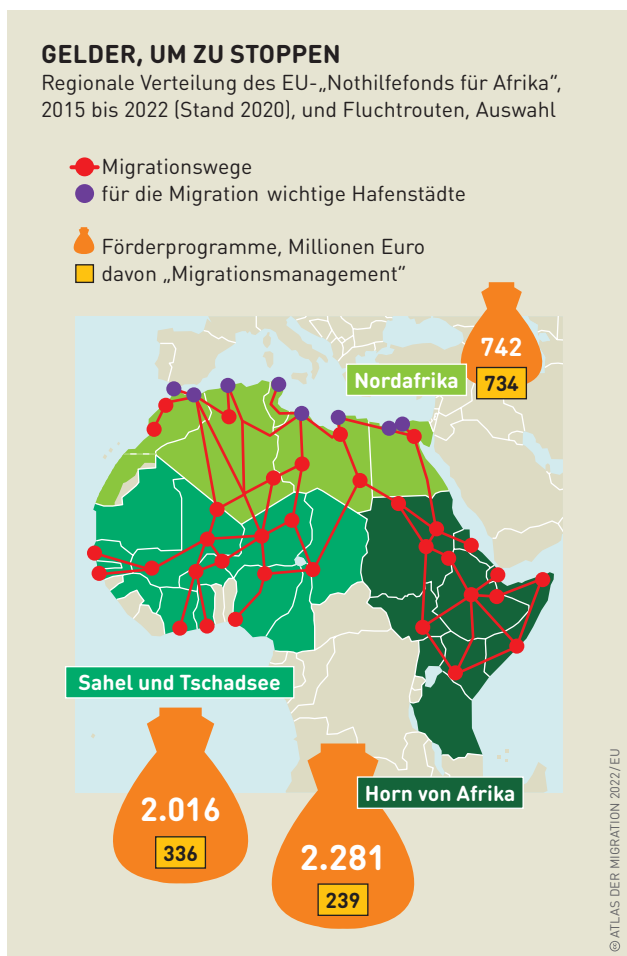 GELDER, UM ZU STOPPEN
Regionale Verteilung des EU-„Nothilfefonds für Afrika“,
2015 bis 2022 (Stand 2020), und Fluchtrouten, Auswahl
Migrationswege
für die Migration wichtige Hafenstädte
Förderprogramme, Millionen Euro
davon „Migrationsmanagement“
742
Nordafrika
734
Sahel und Tschadsee
2.016
336
Horn von Afrika
2.281
239
© ATLAS DER MIGRATION 2022/EU